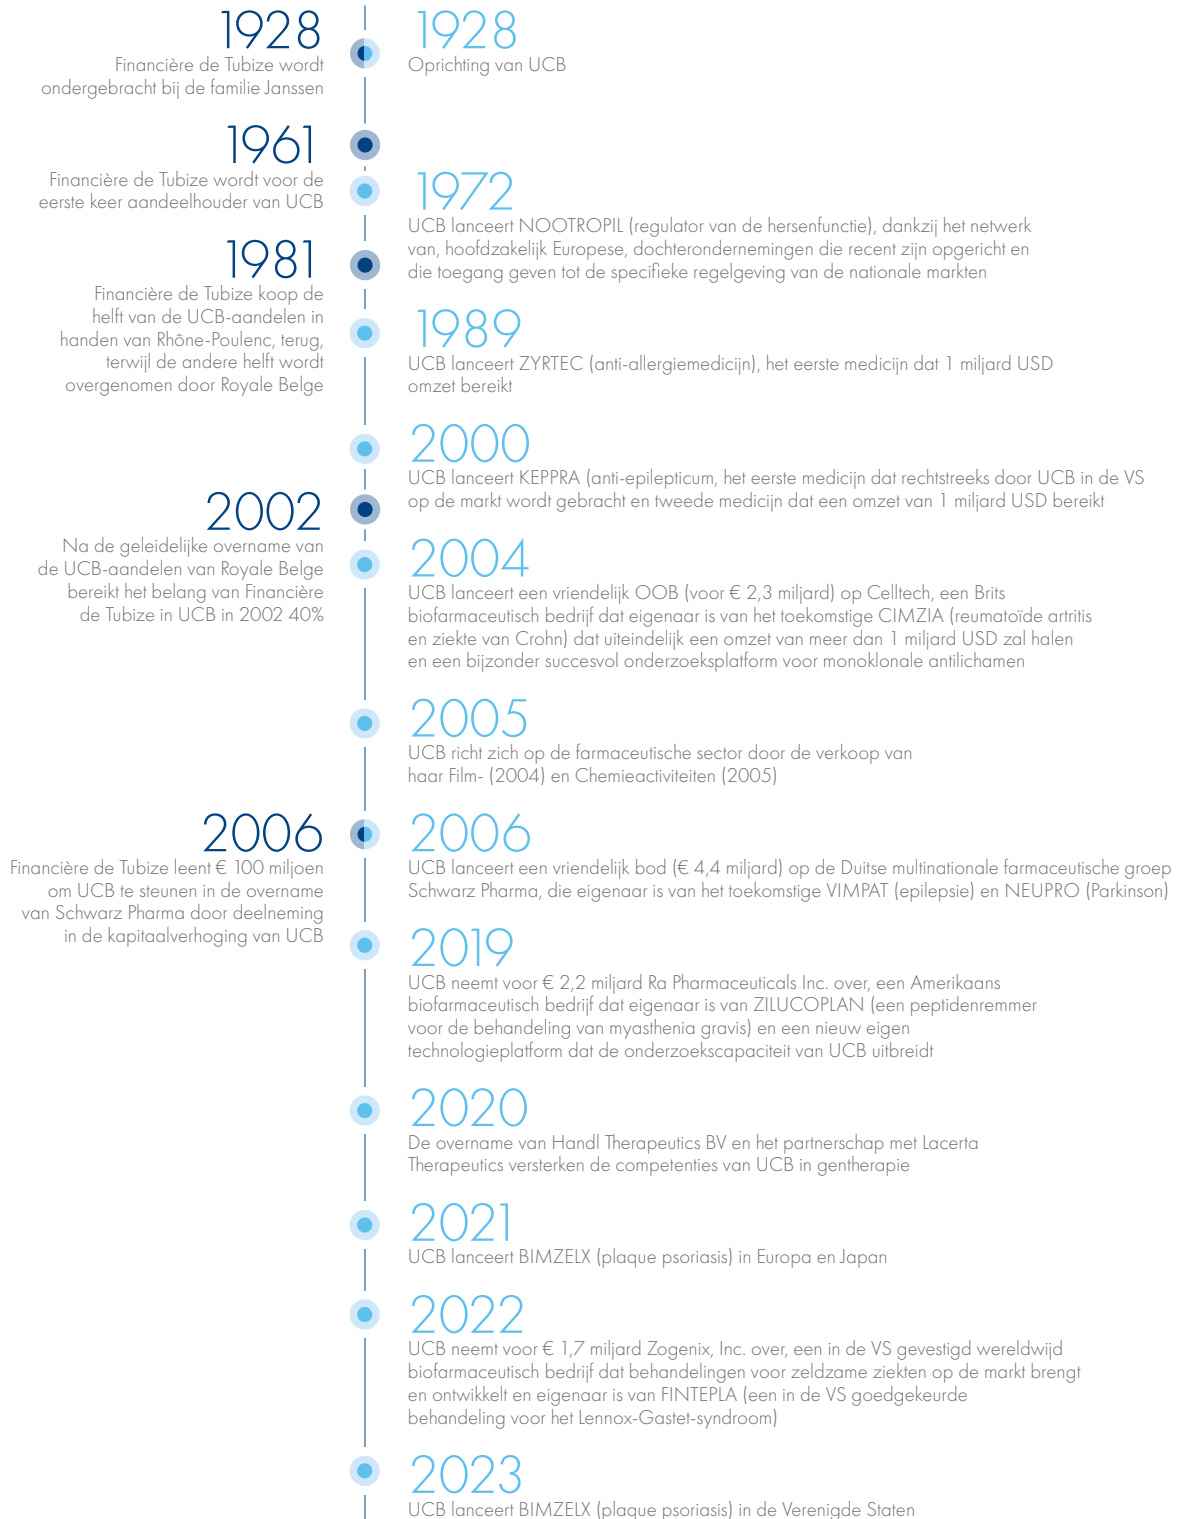 1928
Financière de Tubize wordt
ondergebracht bij de familie Janssen
1928
Oprichting van UCB
1961
Financière de Tubize wordt voor de
eerste keer aandeelhouder van UCB
1972
UCB lanceert NOOTROPIL (regulator van de hersenfunctie), dankzij het netwerk
van, hoofdzakelijk Europese, dochterondernemingen die recent zijn opgericht en
die toegang geven tot de specifieke regelgeving van de nationale markten
1981
Financière de Tubize koop de
helft van de UCB-aandelen in
handen van Rhône-Poulenc, terug,
terwijl de andere helft wordt
overgenomen door Royale Belge
1989
UCB lanceert ZYRTEC (anti-allergiemedicijn), het eerste medicijn dat 1 miljard USD
omzet bereikt
2000
UCB lanceert KEPPRA (anti-epilepticum, het eerste medicijn dat rechtstreeks door UCB in de VS
op de markt wordt gebracht en tweede medicijn dat een omzet van 1 miljard USD bereikt
2002
Na de geleidelijke overname van
de UCB-aandelen van Royale Belge
bereikt het belang van Financière
de Tubize in UCB in 2002 40%
2004
UCB lanceert een vriendelijk OOB (voor € 2,3 miljard) op Celltech, een Brits
biofarmaceutisch bedrijf dat eigenaar is van het toekomstige CIMZIA (reumatoïde artritis
en ziekte van Crohn) dat uiteindelijk een omzet van meer dan 1 miljard USD zal halen
en een bijzonder succesvol onderzoeksplatform voor monoklonale antilichamen
2005
UCB richt zich op de farmaceutische sector door de verkoop van
haar Film- (2004) en Chemieactiviteiten (2005)
2006
Financière de Tubize leent € 100 miljoen
om UCB te steunen in de overname
van Schwarz Pharma door deelneming
in de kapitaalverhoging van UCB
2006
UCB lanceert een vriendelijk bod (€ 4,4 miljard) op de Duitse multinationale farmaceutische groep
Schwarz Pharma, die eigenaar is van het toekomstige VIMPAT (epilepsie) en NEUPRO (Parkinson)
2019
UCB neemt voor € 2,2 miljard Ra Pharmaceuticals Inc. over, een Amerikaans
biofarmaceutisch bedrijf dat eigenaar is van ZILUCOPLAN (een peptidenremmer
voor de behandeling van myasthenia gravis) en een nieuw eigen
technologieplatform dat de onderzoekscapaciteit van UCB uitbreidt
2020
De overname van Handl Therapeutics BV en het partnerschap met Lacerta
Therapeutics versterken de competenties van UCB in gentherapie
2021
UCB lanceert BIMZELX (plaque psoriasis) in Europa en Japan
2022
UCB neemt voor € 1,7 miljard Zogenix, Inc. over, een in de VS gevestigd wereldwijd
biofarmaceutisch bedrijf dat behandelingen voor zeldzame ziekten op de markt brengt
en ontwikkelt en eigenaar is van FINTEPLA (een in de VS goedgekeurde
behandeling voor het Lennox-Gastet-syndroom)
2023
UCB lanceert BIMZELX (plaque psoriasis) in de Verenigde Staten